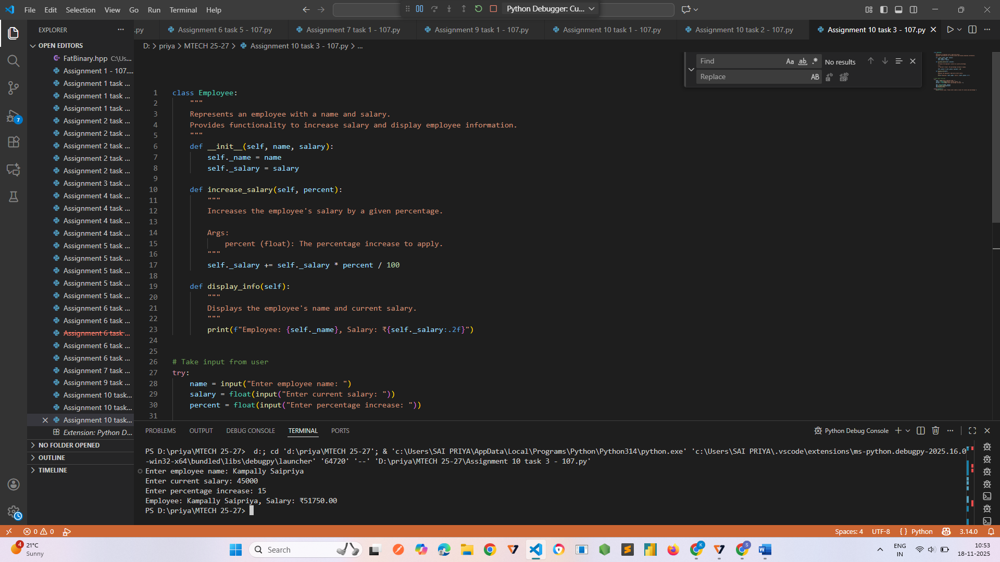 File Edit Selection View Go Run Terminal Help
Python Debugger: Cu...
EXPLORER
.py
Assignment 6 task 5 - 107.py
Assignment 7 task 1 - 107.py
Assignment 9 task 1 - 107.py
Assignment 10 task 1 - 107.py
Assignment 10 task 2 - 107.py
Assignment 10 task 3 - 107.py
D: > priya > MTECH 25-27 > Assignment 10 task 3 - 107.py > ...
OPEN EDITORS
FatBinary.hpp C:\Us...
Assignment 1 - 107....
Assignment 1 task ...
Assignment 1 task ...
Assignment 1 task ...
Assignment 2 task ...
Assignment 2 task ...
Assignment 2 task ...
Assignment 2 task ...
Assignment 2 task ...
Assignment 3 task ...
Assignment 4 task ...
Assignment 4 task ...
Assignment 4 task ...
Assignment 4 task ...
Assignment 5 task ...
Assignment 5 task ...
Assignment 5 task ...
Assignment 5 task ...
Assignment 5 task ...
Assignment 6 task ...
Assignment 6 task ...
Assignment 6 task ...
Assignment 6 task ...
Assignment 6 task ...
Assignment 7 task ...
Assignment 9 task ...
Assignment 10 task...
Assignment 10 task...
Assignment 10 task...
Extension: Python D...
NO FOLDER OPENED
OUTLINE
TIMELINE
7
Find
Aa ab .*
No results
Replace
AB
1 class Employee:
2 """
3 Represents an employee with a name and salary.
4 Provides functionality to increase salary and display employee information.
5 """
6 def __init__(self, name, salary):
7 self._name = name
8 self._salary = salary
9
10 def increase_salary(self, percent):
11 """
12 Increases the employee's salary by a given percentage.
13
14 Args:
15 percent (float): The percentage increase to apply.
16 """
17 self._salary += self._salary * percent / 100
18
19 def display_info(self):
20 """
21 Displays the employee's name and current salary.
22 """
23 print(f"Employee: {self._name}, Salary: ₹{self._salary:.2f}")
24
25
26 # Take input from user
27 try:
28 name = input("Enter employee name: ")
29 salary = float(input("Enter current salary: "))
30 percent = float(input("Enter percentage increase: "))
31
PROBLEMS OUTPUT DEBUG CONSOLE TERMINAL PORTS
Python Debug Console
PS D:\priya\MTECH 25-27> d:; cd 'd:\priya\MTECH 25-27'; & 'c:\Users\SAI PRIYA\AppData\Local\Programs\Python\Python314\python.exe' 'c:\Users\SAI PRIYA\.vscode\extensions\ms-python.debugpy-2025.16.0
-win32-x64\bundled\libs\debugpy\launcher' '64720' '--' 'D:\priya\MTECH 25-27\Assignment 10 task 3 - 107.py'
Enter employee name: Kampally Saipriya
Enter current salary: 45000
Enter percentage increase: 15
Employee: Kampally Saipriya, Salary: ₹51750.00
PS D:\priya\MTECH 25-27>
0 0
Spaces: 4 UTF-8 { } Python 3.14.0
4
21°C
Sunny
Search
K
S
ENG
IN
10:53
18-11-2025